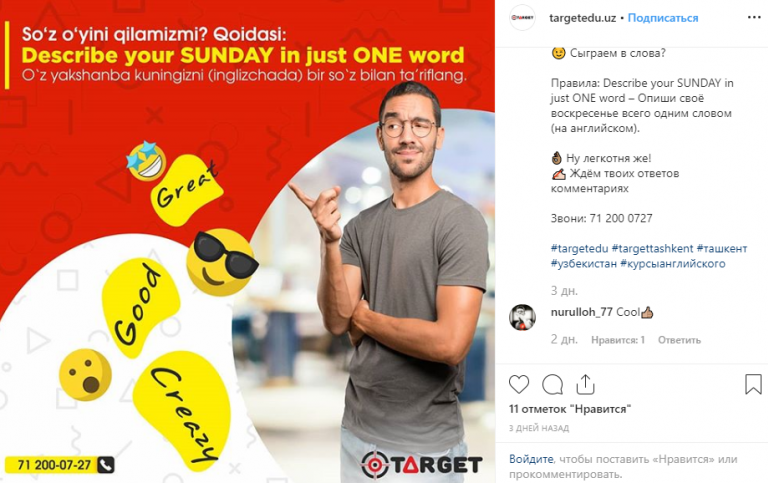 So‘z o‘yini qilamizmi? Qoidasi:
Describe your SUNDAY in just ONE word
O`z yakshanba kuningizni (inglizchada) bir so`z bilan ta’riflang.
Great
Good
Creazy
71 200-07-27
TARGET
TARGET
targetedu.uz • Подписаться
😉 Сыграем в слова?
Правила: Describe your SUNDAY in
just ONE word – Опиши своё
воскресенье всего одним словом
(на английском).
👌🏿 Ну легкотня же!
✍🏻 Ждём твоих ответов
комментариях
Звони: 71 200 0727
#targetedu #targettashkent #ташкент
#узбекистан #курсыанглийского
3 дн.
nurulloh_77 Cool👍🏽
2 дн. Нравится: 1 Ответить
11 отметок "Нравится"
3 ДНЕЙ НАЗАД
Войдите, чтобы поставить «Нравится» или
прокомментировать.